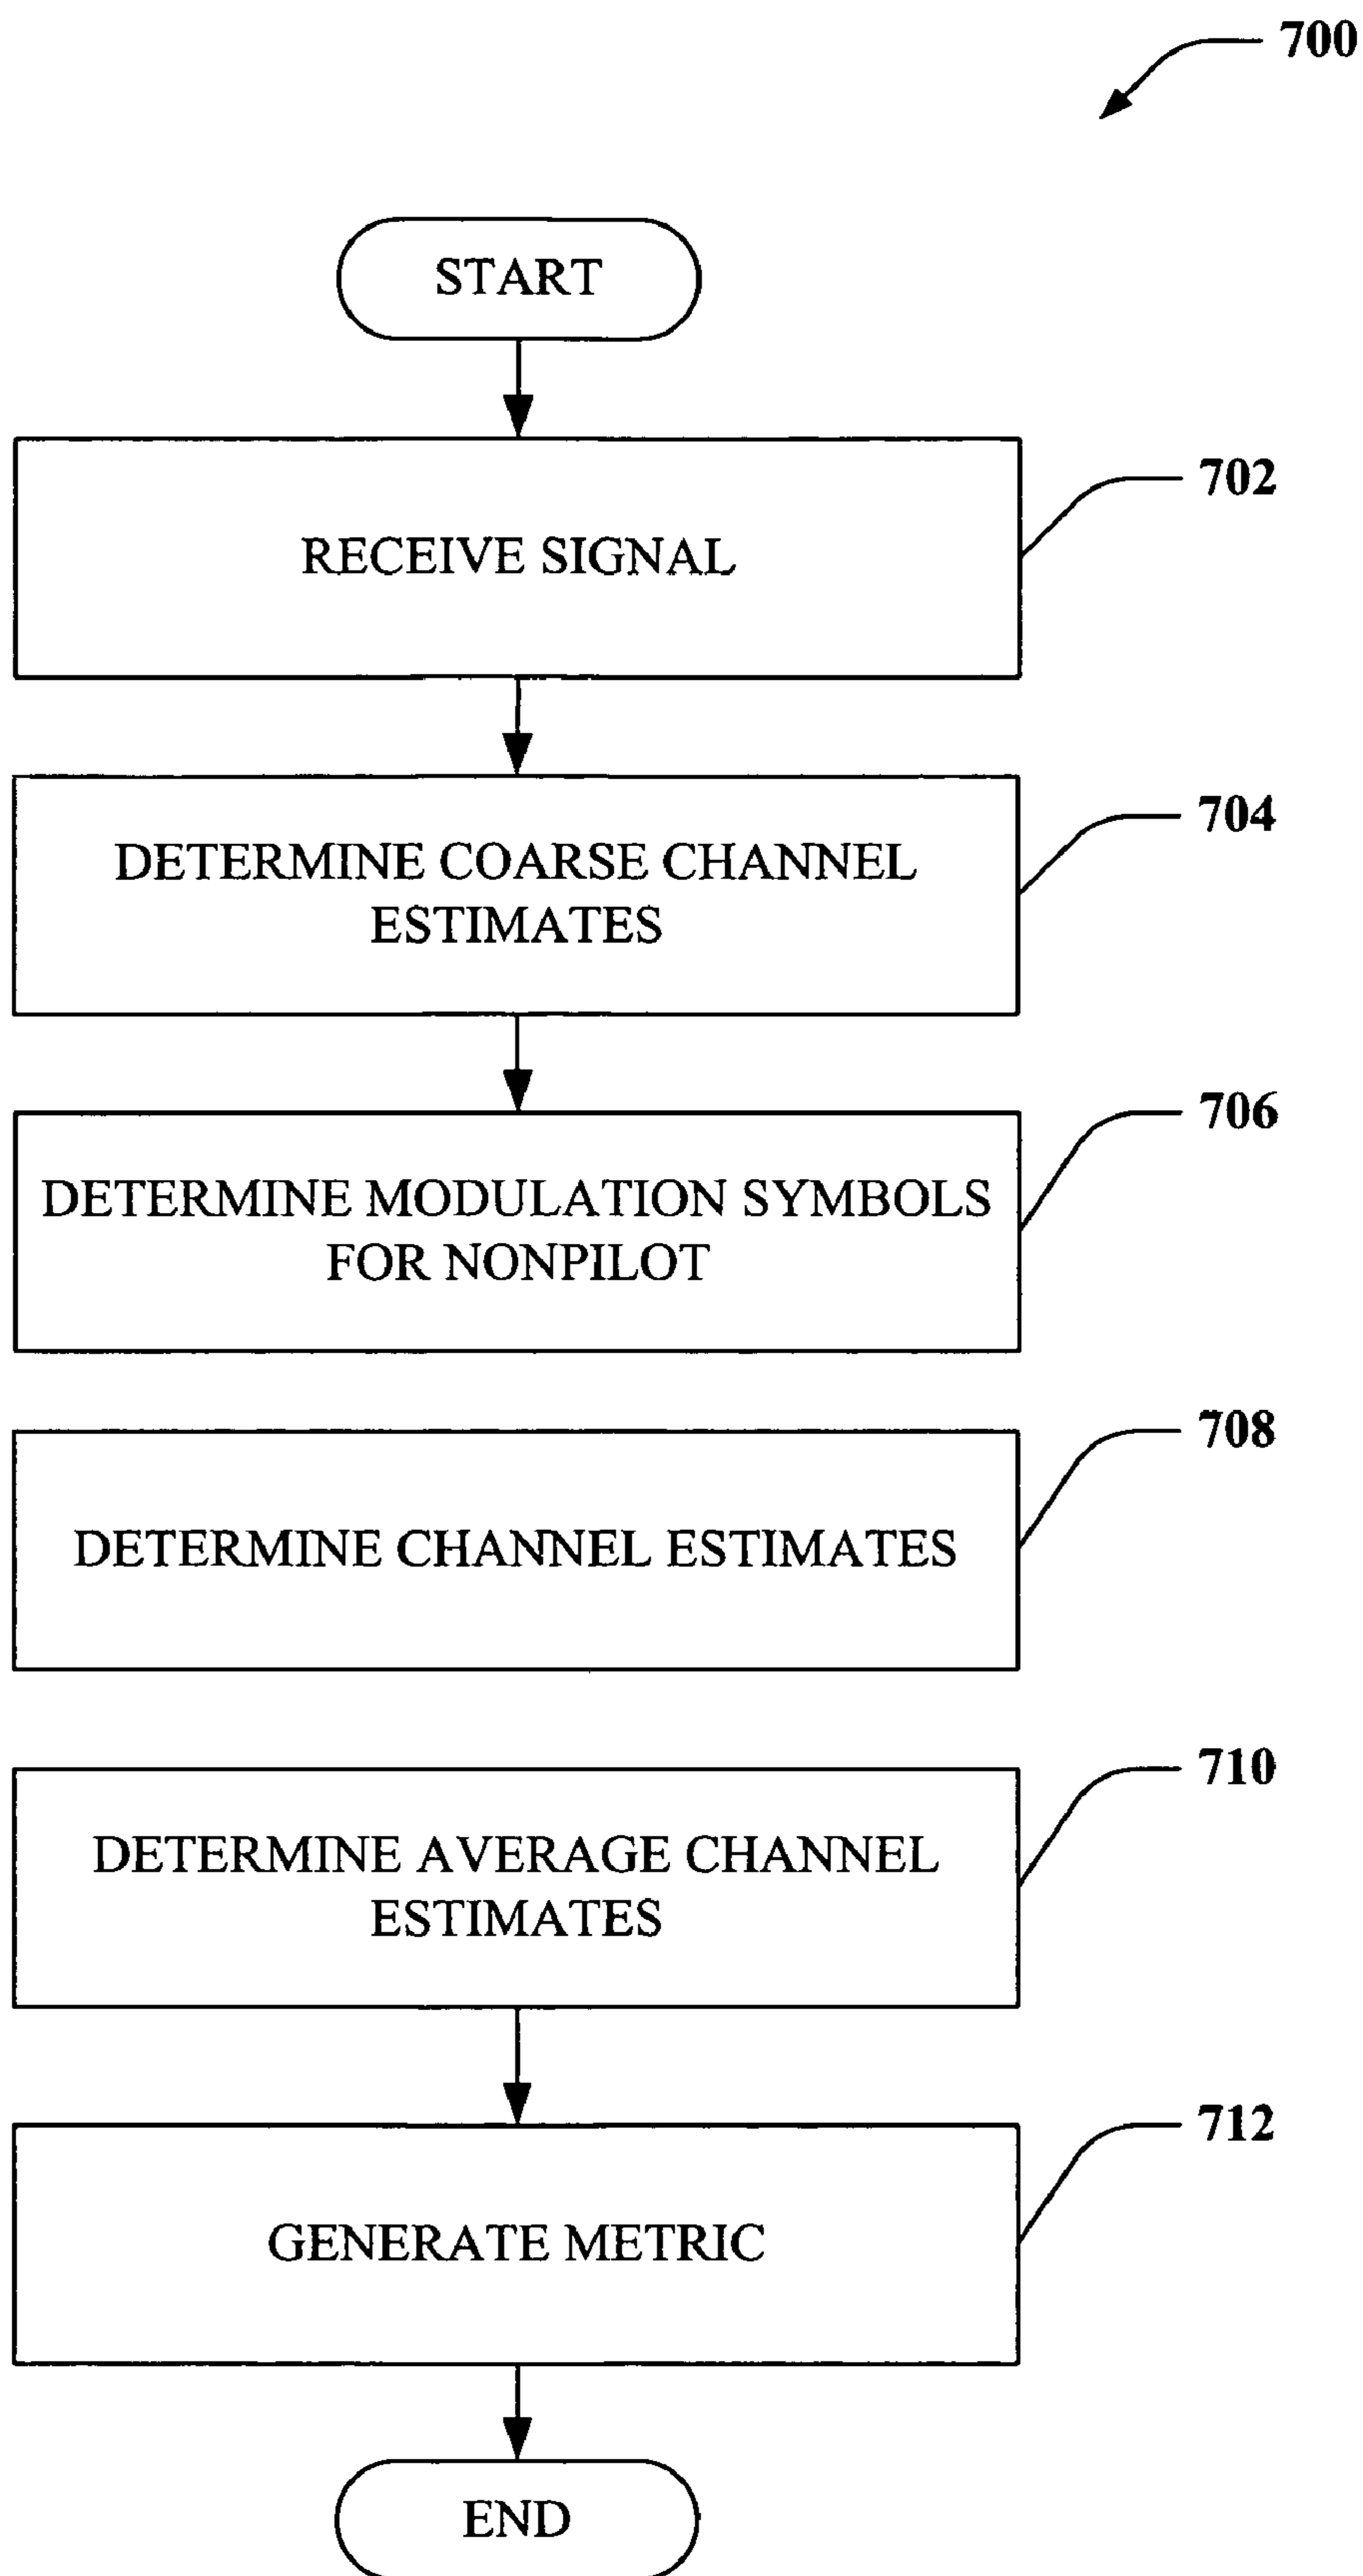 700
START
702
RECEIVE SIGNAL
704
DETERMINE COARSE CHANNEL
ESTIMATES
706
DETERMINE MODULATION SYMBOLS
FOR NONPILOT
708
DETERMINE CHANNEL ESTIMATES
710
DETERMINE AVERAGE CHANNEL
ESTIMATES
712
GENERATE METRIC
END